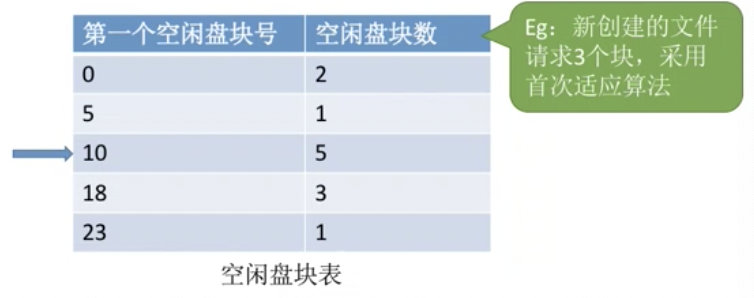 第一个空闲盘块号 空闲盘块数
0 2
5 1
10 5
18 3
23 1
空闲盘块表
Eg：新创建的文件
请求3个块，采用
首次适应算法